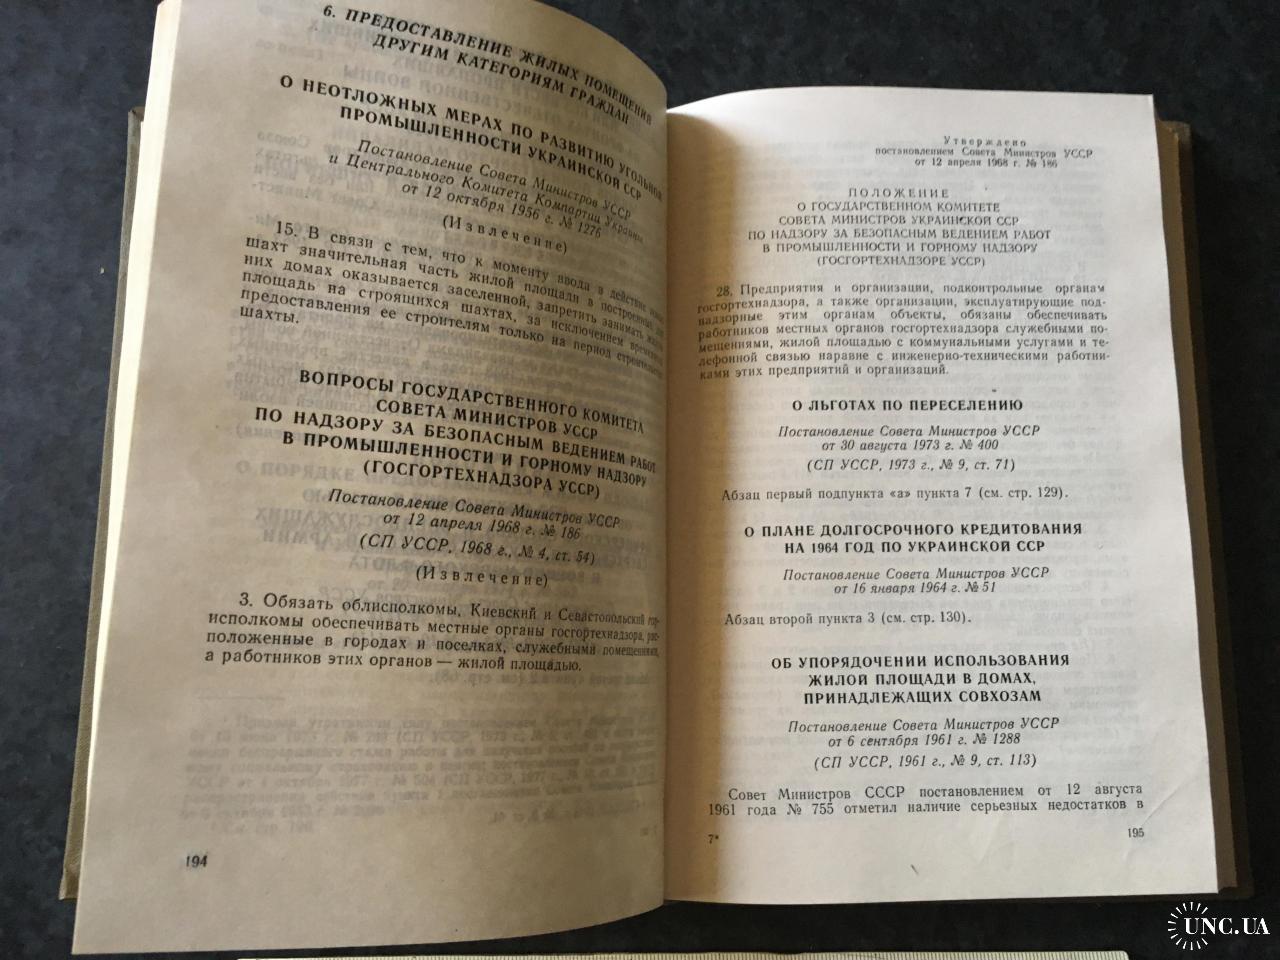 6. ПРЕДОСТАВЛЕНИЕ ЖИЛЫХ ПОМЕЩЕНИЙ
ДРУГИМ КАТЕГОРИЯМ ГРАЖДАН
О НЕОТЛОЖНЫХ МЕРАХ ПО РАЗВИТИЮ УГОЛЬНОЙ
ПРОМЫШЛЕННОСТИ УКРАИНСКОЙ ССР
Постановление Совета Министров УССР
и Центрального Комитета Компартии Украины
от 12 октября 1956 г. № 1276
(Извлечение)
15. В связи с тем, что к моменту ввода в действие
шахт значительная часть жилой площади в построенных
них домах оказывается заселенной, запретить занимать
площадь на строящихся шахтах, за исключением
предоставления ее строителям только на период
шахты.
ВОПРОСЫ ГОСУДАРСТВЕННОГО КОМИТЕТА
СОВЕТА МИНИСТРОВ УССР
ПО НАДЗОРУ ЗА БЕЗОПАСНЫМ ВЕДЕНИЕМ РАБОТ
В ПРОМЫШЛЕННОСТИ И ГОРНОМУ НАДЗОРУ
(ГОСГОРТЕХНАДЗОРА УССР)
Постановление Совета Министров УССР
от 12 апреля 1968 г. № 186
(СП УССР, 1968 г., № 4, ст. 54)
(Извлечение)
3. Обязать облисполкомы, Киевский и Севастопольский гор-
исполкомы обеспечивать местные органы госгортехнадзора, рас-
положенные в городах и поселках, служебными помещениями,
а работников этих органов — жилой площадью.
194
Утверждено
постановлением Совета Министров УССР
от 12 апреля 1968 г. № 186
ПОЛОЖЕНИЕ
О ГОСУДАРСТВЕННОМ КОМИТЕТЕ
СОВЕТА МИНИСТРОВ УКРАИНСКОЙ ССР
ПО НАДЗОРУ ЗА БЕЗОПАСНЫМ ВЕДЕНИЕМ РАБОТ
В ПРОМЫШЛЕННОСТИ И ГОРНОМУ НАДЗОРУ
(ГОСГОРТЕХНАДЗОРЕ УССР)
28. Предприятия и организации, подконтрольные органам
госгортехнадзора, а также организации, эксплуатирующие под-
надзорные этим органам объекты, обязаны обеспечивать
работников местных органов госгортехнадзора служебными по-
мещениями, жилой площадью с коммунальными услугами и те-
лефонной связью наравне с инженерно-техническими работни-
ками этих предприятий и организаций.
О ЛЬГОТАХ ПО ПЕРЕСЕЛЕНИЮ
Постановление Совета Министров УССР
от 30 августа 1973 г. № 400
(СП УССР, 1973 г., № 9, ст. 71)
Абзац первый подпункта «а» пункта 7 (см. стр. 129).
О ПЛАНЕ ДОЛГОСРОЧНОГО КРЕДИТОВАНИЯ
НА 1964 ГОД ПО УКРАИНСКОЙ ССР
Постановление Совета Министров УССР
от 16 января 1964 г. № 51
Абзац второй пункта 3 (см. стр. 130).
ОБ УПОРЯДОЧЕНИИ ИСПОЛЬЗОВАНИЯ
ЖИЛОЙ ПЛОЩАДИ В ДОМАХ,
ПРИНАДЛЕЖАЩИХ СОВХОЗАМ
Постановление Совета Министров УССР
от 6 сентября 1961 г. № 1288
(СП УССР, 1961 г., № 9, ст. 113)
Совет Министров СССР постановлением от 12 августа
1961 года № 755 отметил наличие серьезных недостатков в
7*
195
UNC.UA